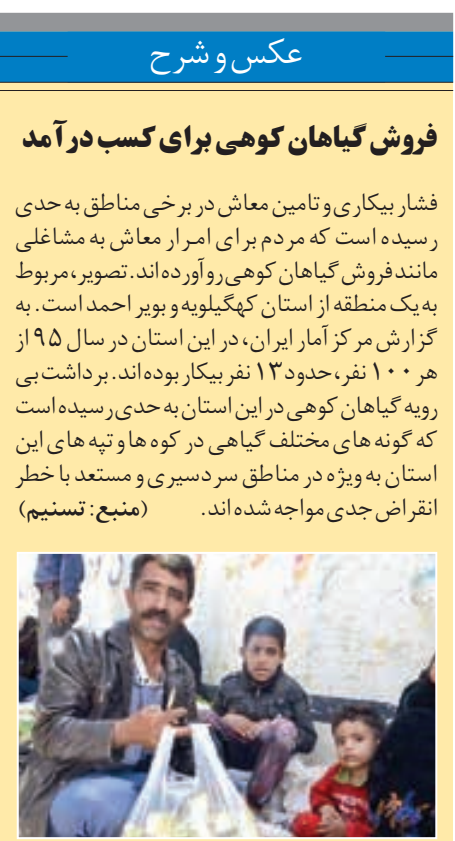 عکس و شرح
فروش گیاهان کوهی برای کسب درآمد
فشار بیکاری و تامین معاش در برخی مناطق به حدی
رسیده است که مردم برای امرار معاش به مشاغلی
مانند فروش گیاهان کوهی روآورده‌اند. تصویر، مربوط
به یک منطقه از استان کهگیلویه و بویر احمد است. به
گزارش مرکز آمار ایران، در این استان در سال ۹۵ از
هر ۱۰۰ نفر، حدود ۱۳ نفر بیکار بوده‌اند. برداشت بی
رویه گیاهان کوهی در این استان به حدی رسیده است
که گونه های مختلف گیاهی در کوه ها و تپه های این
استان به ویژه در مناطق سردسیری و مستعد با خطر
انقراض جدی مواجه شده‌اند. (منبع: تسنیم)